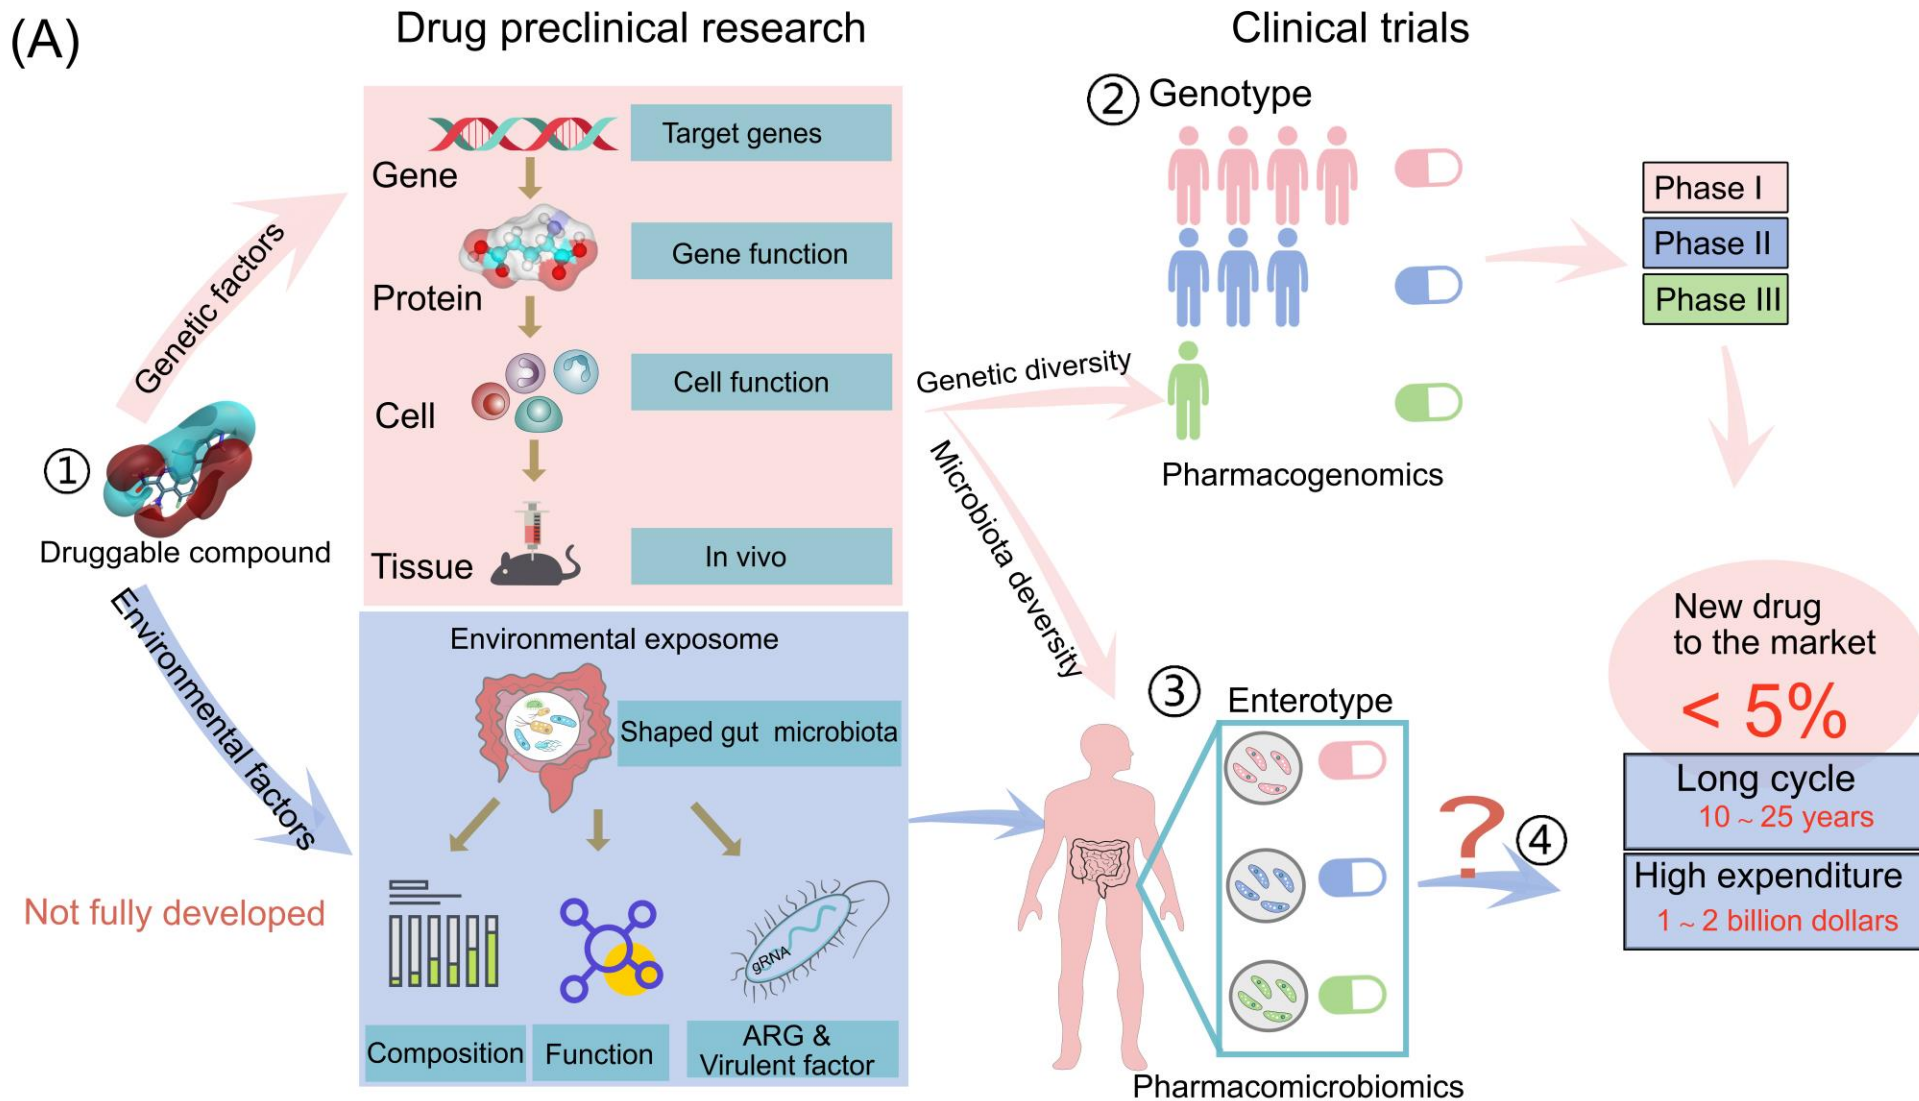 (A)
Drug preclinical research
Clinical trials
Genetic factors
①
Druggable compound
Environmental factors
Not fully developed
Gene
Target genes
Protein
Gene function
Cell
Cell function
Tissue
In vivo
Environmental exposome
Shaped gut microbiota
gRNA
Composition
Function
ARG &
Virulent factor
Genetic diversity
Microbiota deversity
② Genotype
Pharmacogenomics
Phase I
Phase II
Phase III
③ Enterotype
Pharmacomicrobiomics
?
④
New drug
to the market
< 5%
Long cycle
10 ~ 25 years
High expenditure
1 ~ 2 billion dollars